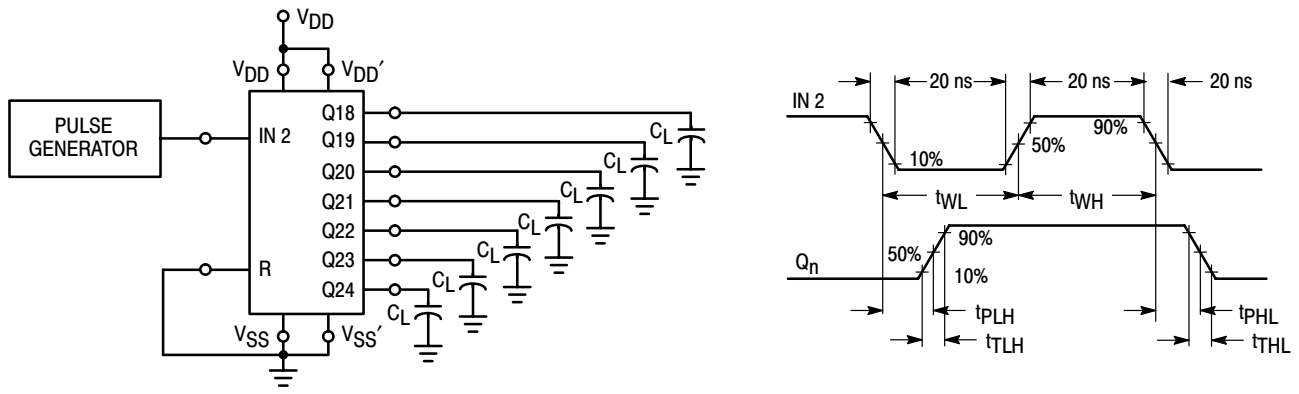 VDD
VDD
VDD′
PULSE
GENERATOR
IN 2
R
Q18
Q19
Q20
Q21
Q22
Q23
Q24
CL
CL
CL
CL
CL
CL
CL
VSS
VSS′
20 ns
20 ns
20 ns
IN 2
90%
50%
10%
tWL
tWH
Qn
50%
90%
10%
tPLH
tPHL
tTLH
tTHL